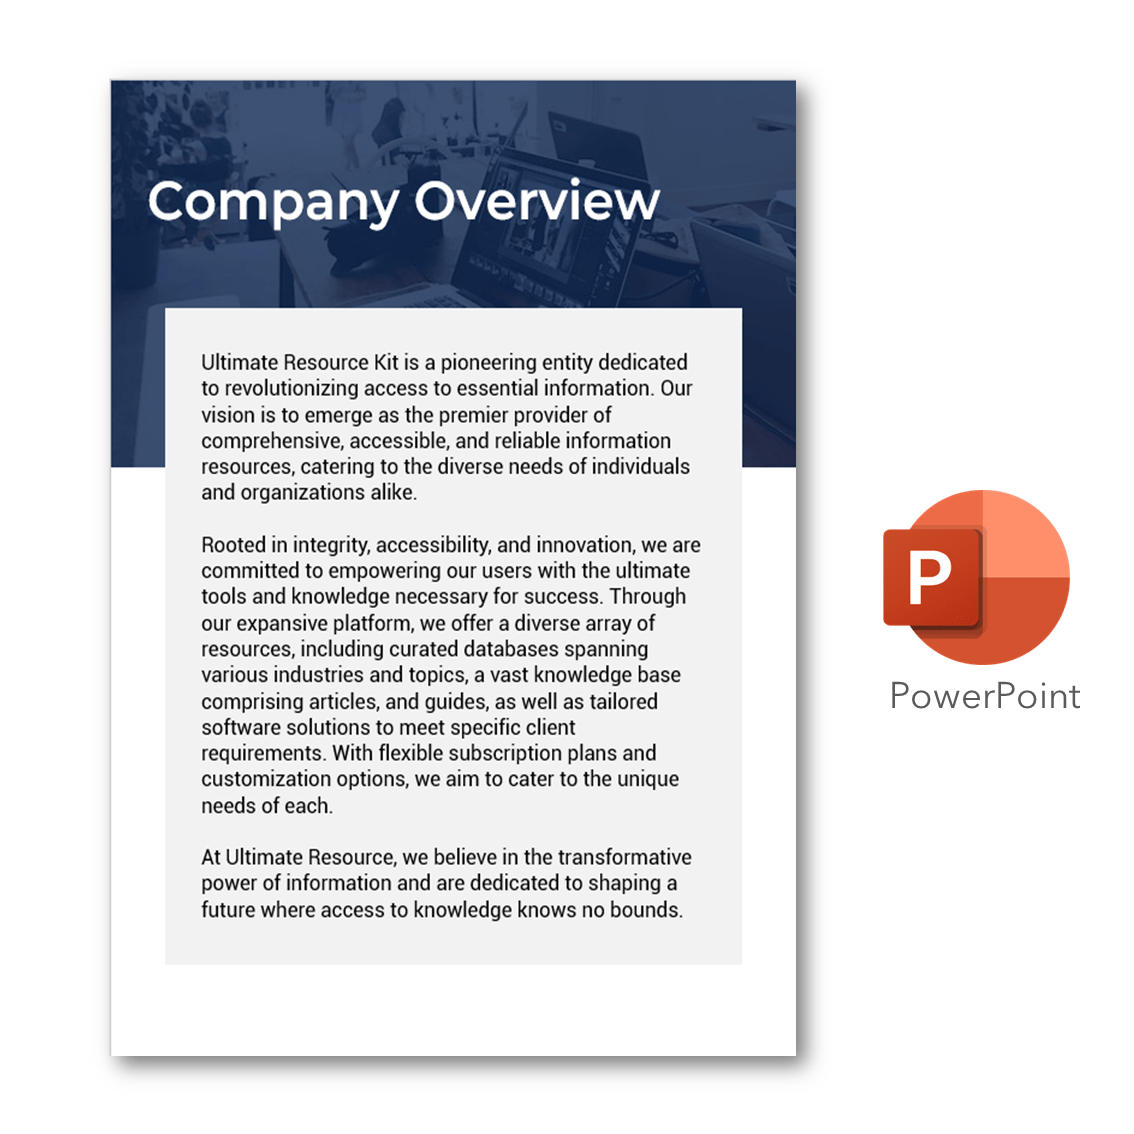 Company Overview
Ultimate Resource Kit is a pioneering entity dedicated
to revolutionizing access to essential information. Our
vision is to emerge as the premier provider of
comprehensive, accessible, and reliable information
resources, catering to the diverse needs of individuals
and organizations alike.
Rooted in integrity, accessibility, and innovation, we are
committed to empowering our users with the ultimate
tools and knowledge necessary for success. Through
our expansive platform, we offer a diverse array of
resources, including curated databases spanning
various industries and topics, a vast knowledge base
comprising articles, and guides, as well as tailored
software solutions to meet specific client
requirements. With flexible subscription plans and
customization options, we aim to cater to the unique
needs of each.
At Ultimate Resource, we believe in the transformative
power of information and are dedicated to shaping a
future where access to knowledge knows no bounds.
P
PowerPoint